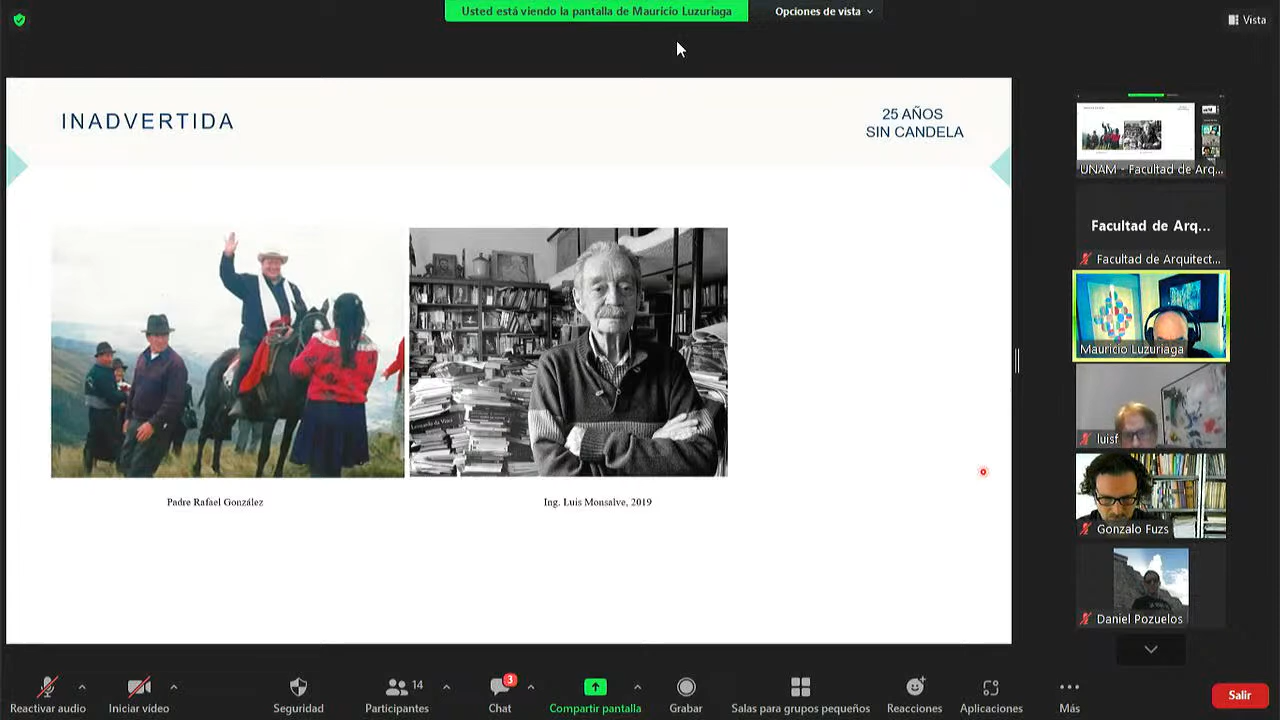 Usted está viendo la pantalla de Mauricio Luzuriaga
Opciones de vista
Vista
INADVERTIDA
25 AÑOS
SIN CANDELA
Padre Rafael González
Ing. Luis Monsalve, 2019
UNAM - Facultad de Arq...
Facultad de Arq...
Facultad de Arquitect...
Mauricio Luzuriaga
luisf
Gonzalo Fuzs
Daniel Pozuelos
Reactivar audio
Iniciar vídeo
Seguridad
14
Participantes
3
Chat
Compartir pantalla
Grabar
Salas para grupos pequeños
Reacciones
Aplicaciones
Más
Salir